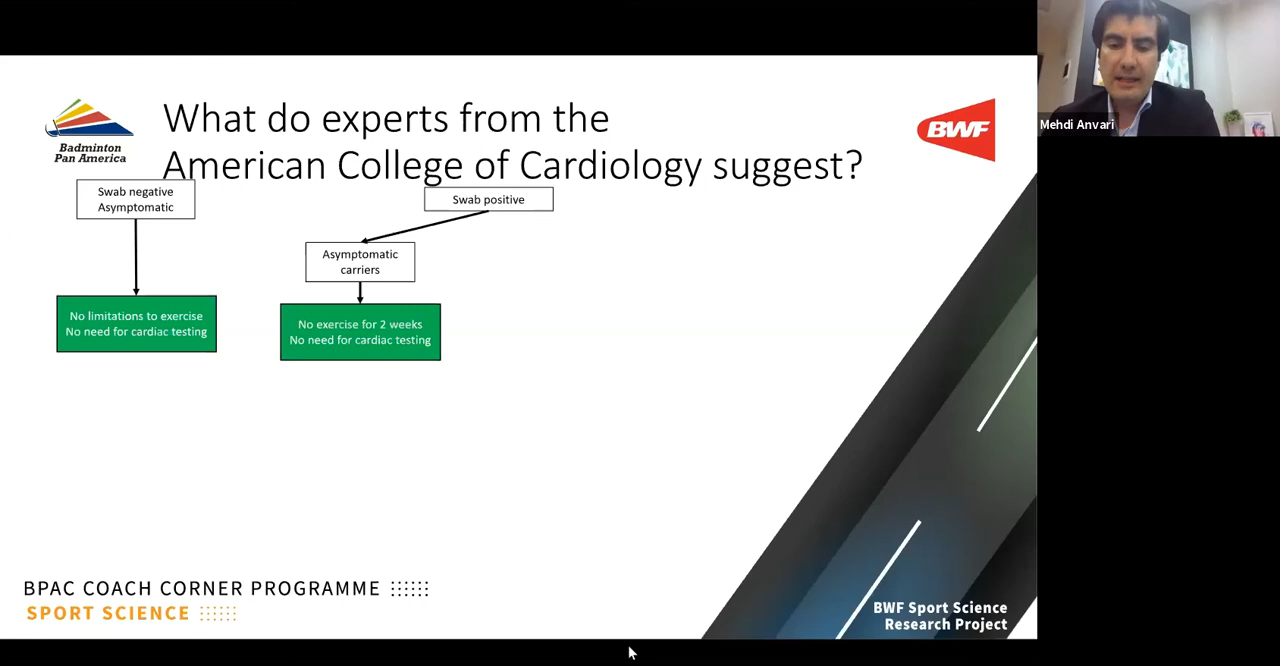 What do experts from the
American College of Cardiology suggest?
Badminton
Pan America
BWF
Mehdi Anvari
Swab negative
Asymptomatic
Swab positive
Asymptomatic
carriers
No limitations to exercise
No need for cardiac testing
No exercise for 2 weeks
No need for cardiac testing
BPAC COACH CORNER PROGRAMME
SPORT SCIENCE
BWF Sport Science
Research Project